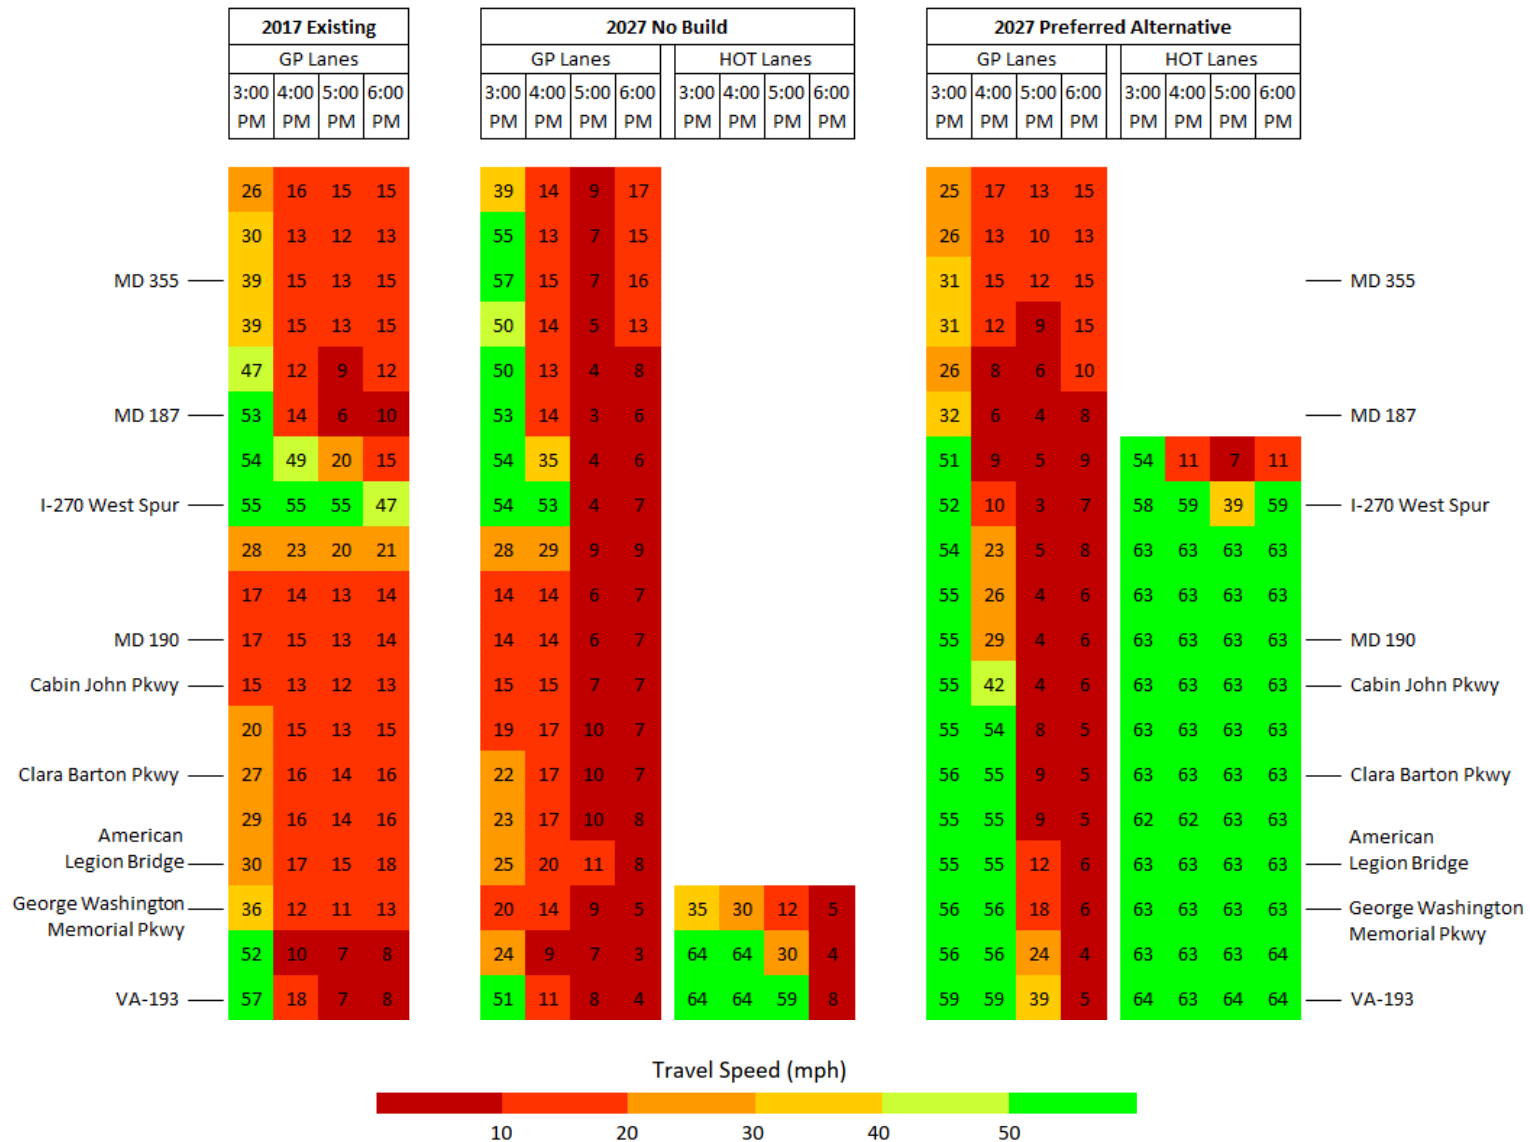 2017 Existing 2027 No Build 2027 Preferred Alternative
GP Lanes GP Lanes HOT Lanes GP Lanes HOT Lanes
3:00 4:00 5:00 6:00 3:00 4:00 5:00 6:00 3:00 4:00 5:00 6:00 3:00 4:00 5:00 6:00 3:00 4:00 5:00 6:00
PM PM PM PM PM PM PM PM PM PM PM PM PM PM PM PM PM PM PM PM
26 16 15 15 39 14 9 17 25 17 13 15
30 13 12 13 55 13 7 15 26 13 10 13
MD 355 39 15 13 15 57 15 7 16 31 15 12 15 MD 355
39 15 13 15 50 14 5 13 31 12 9 15
47 12 9 12 50 13 4 8 26 8 6 10
MD 187 53 14 6 10 53 14 3 6 32 6 4 8 MD 187
54 49 20 15 54 35 4 6 51 9 5 9 54 11 7 11
I-270 West Spur 55 55 55 47 54 53 4 7 52 10 3 7 58 59 39 59 I-270 West Spur
28 23 20 21 28 29 9 9 54 23 5 8 63 63 63 63
17 14 13 14 14 14 6 7 55 26 4 6 63 63 63 63
MD 190 17 15 13 14 14 14 6 7 55 29 4 6 63 63 63 63 MD 190
Cabin John Pkwy 15 13 12 13 15 15 7 7 55 42 4 6 63 63 63 63 Cabin John Pkwy
20 15 13 15 19 17 10 7 55 54 8 5 63 63 63 63
Clara Barton Pkwy 27 16 14 16 22 17 10 7 56 55 9 5 63 63 63 63 Clara Barton Pkwy
29 16 14 16 23 17 10 8 55 55 9 5 62 62 63 63
American American
Legion Bridge 30 17 15 18 25 20 11 8 55 55 12 6 63 63 63 63 Legion Bridge
George Washington 36 12 11 13 20 14 9 5 35 30 12 5 56 56 18 6 63 63 63 63 George Washington
Memorial Pkwy Memorial Pkwy
52 10 7 8 24 9 7 3 64 64 30 4 56 56 24 4 63 63 63 64
VA-193 57 18 7 8 51 11 8 4 64 64 59 8 59 59 39 5 64 63 64 64 VA-193
Travel Speed (mph)
10 20 30 40 50